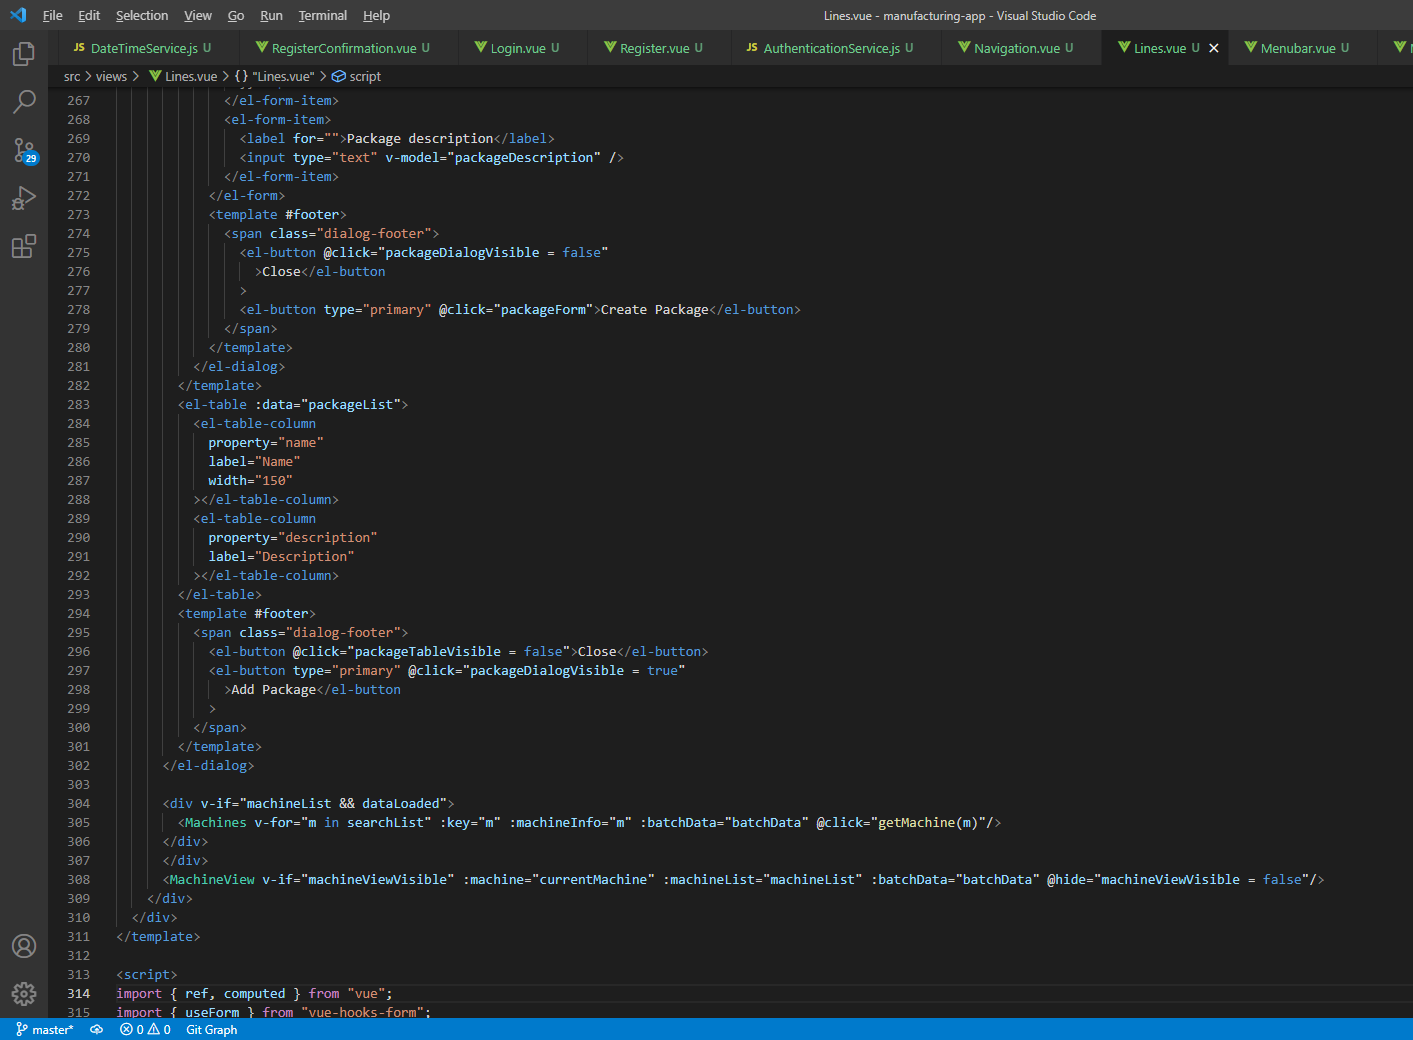 File Edit Selection View Go Run Terminal Help Lines.vue - manufacturing-app - Visual Studio Code
JS DateTimeService.js U RegisterConfirmation.vue U Login.vue U Register.vue U JS AuthenticationService.js U Navigation.vue U Lines.vue U Menubar.vue U
src > views > Lines.vue > {} "Lines.vue" > script
267 </el-form-item>
268 <el-form-item>
269 <label for="">Package description</label>
270 <input type="text" v-model="packageDescription" />
271 </el-form-item>
272 </el-form>
273 <template #footer>
274 <span class="dialog-footer">
275 <el-button @click="packageDialogVisible = false"
276 >Close</el-button
277 >
278 <el-button type="primary" @click="packageForm">Create Package</el-button>
279 </span>
280 </template>
281 </el-dialog>
282 </template>
283 <el-table :data="packageList">
284 <el-table-column
285 property="name"
286 label="Name"
287 width="150"
288 ></el-table-column>
289 <el-table-column
290 property="description"
291 label="Description"
292 ></el-table-column>
293 </el-table>
294 <template #footer>
295 <span class="dialog-footer">
296 <el-button @click="packageTableVisible = false">Close</el-button>
297 <el-button type="primary" @click="packageDialogVisible = true"
298 >Add Package</el-button
299 >
300 </span>
301 </template>
302 </el-dialog>
303
304 <div v-if="machineList && dataLoaded">
305 <Machines v-for="m in searchList" :key="m" :machineInfo="m" :batchData="batchData" @click="getMachine(m)"/>
306 </div>
307 </div>
308 <MachineView v-if="machineViewVisible" :machine="currentMachine" :machineList="machineList" :batchData="batchData" @hide="machineViewVisible = false"/>
309 </div>
310 </div>
311 </template>
312
313 <script>
314 import { ref, computed } from "vue";
315 import { useForm } from "vue-hooks-form";
29
master* 0 0 Git Graph